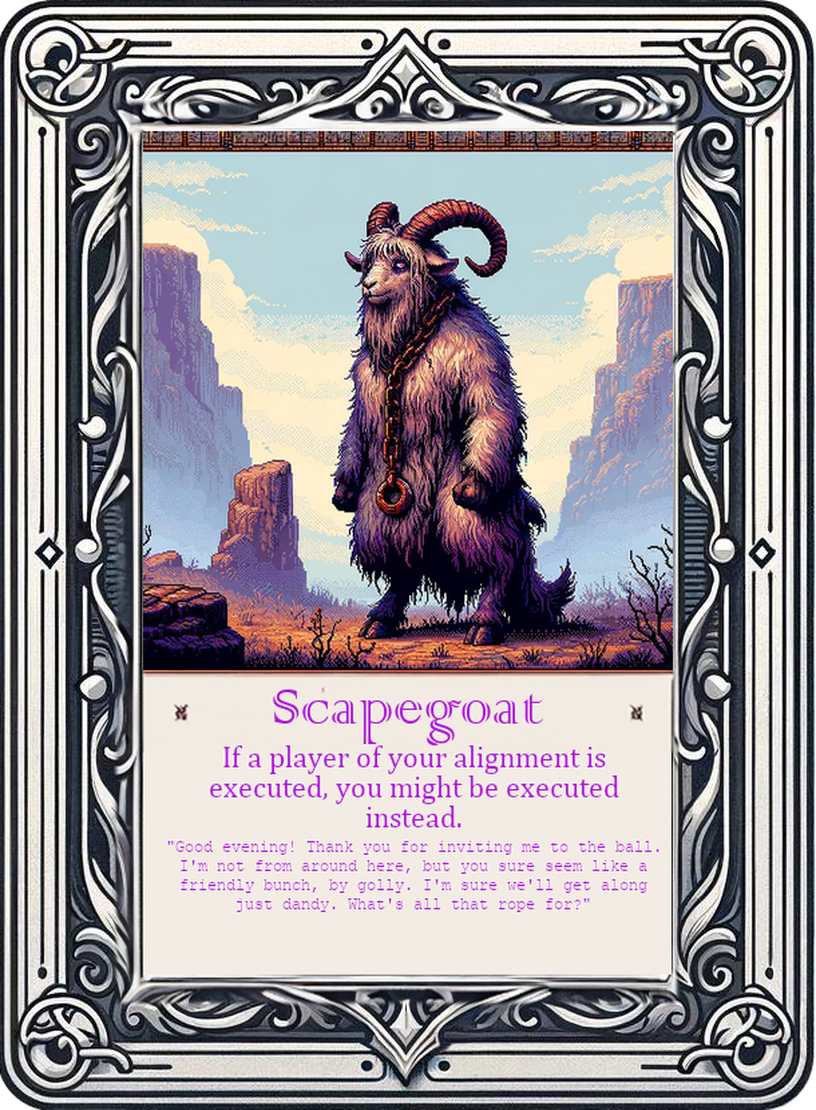 Scapegoat
If a player of your alignment is
executed, you might be executed
instead.
"Good evening! Thank you for inviting me to the ball.
I'm not from around here, but you sure seem like a
friendly bunch, by golly. I'm sure we'll get along
just dandy. What's all that rope for?"